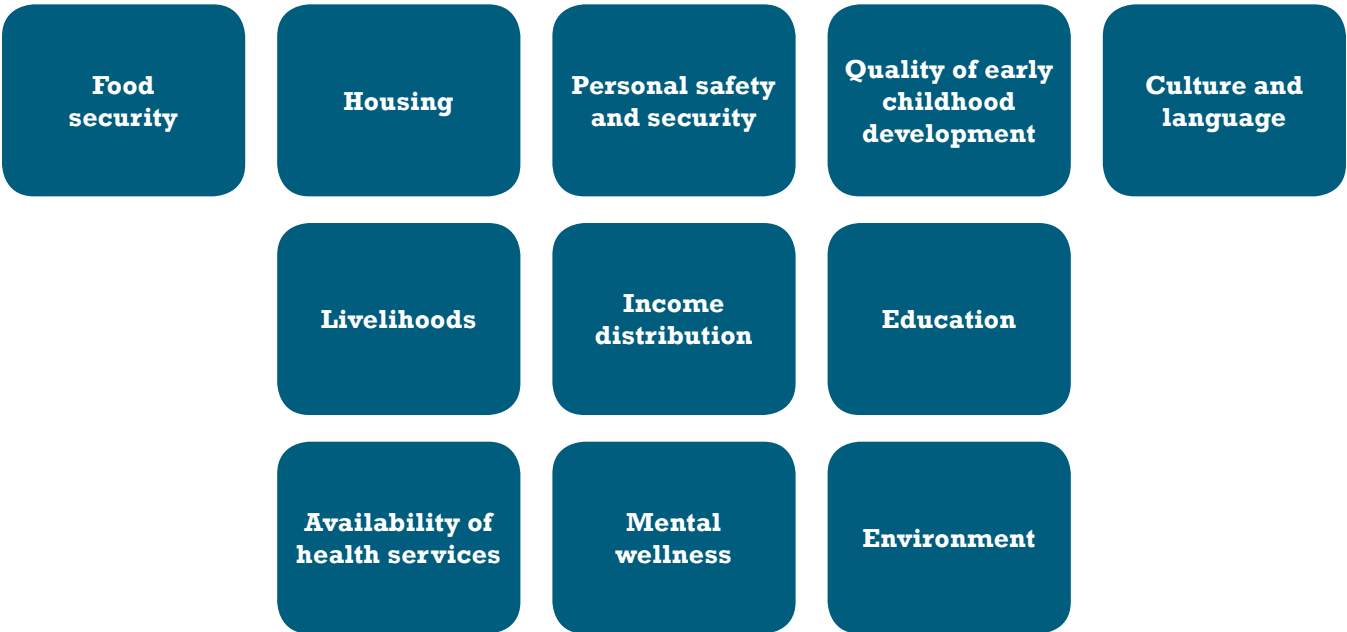 Food
security
Housing
Personal safety
and security
Quality of early
childhood
development
Culture and
language
Livelihoods
Income
distribution
Education
Availability of
health services
Mental
wellness
Environment